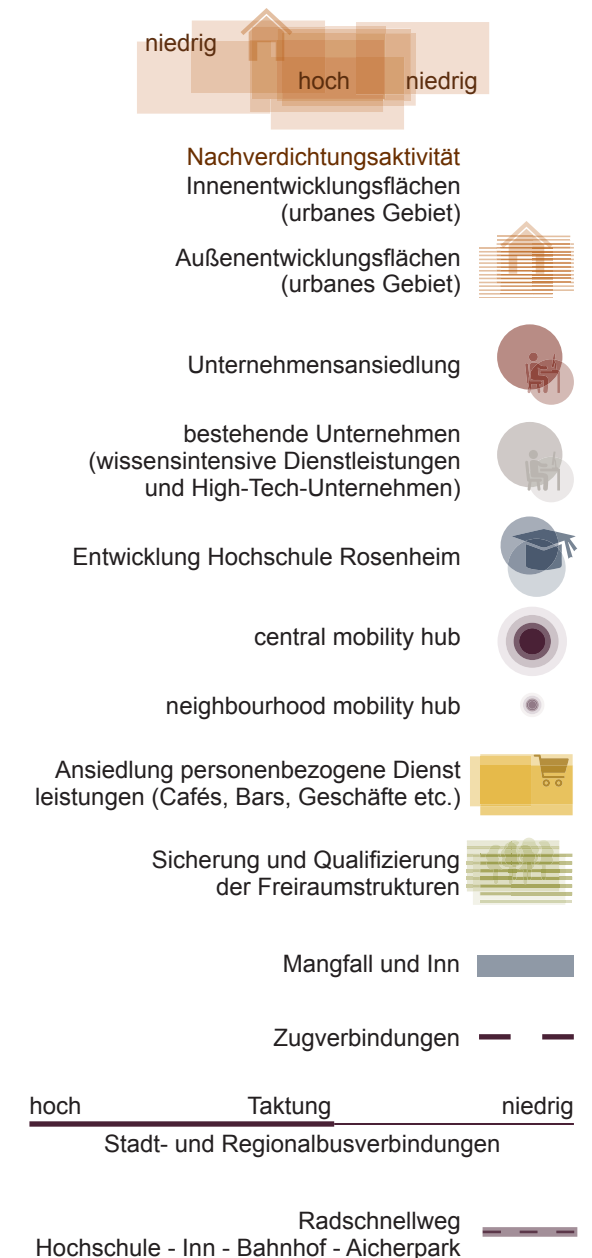 niedrig
hoch niedrig
Nachverdichtungsaktivität
Innenentwicklungsflächen
(urbanes Gebiet)
Außenentwicklungsflächen
(urbanes Gebiet)
Unternehmensansiedlung
bestehende Unternehmen
(wissensintensive Dienstleistungen
und High-Tech-Unternehmen)
Entwicklung Hochschule Rosenheim
central mobility hub
neighbourhood mobility hub
Ansiedlung personenbezogene Dienst
leistungen (Cafés, Bars, Geschäfte etc.)
Sicherung und Qualifizierung
der Freiraumstrukturen
Mangfall und Inn
Zugverbindungen
hoch Taktung niedrig
Stadt- und Regionalbusverbindungen
Radschnellweg
Hochschule - Inn - Bahnhof - Aicherpark